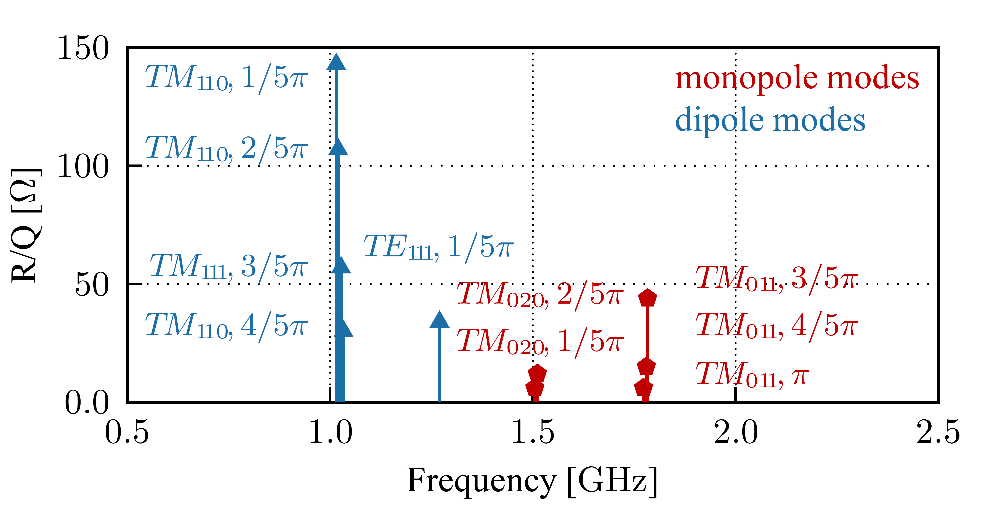 150
TM₁₁₀, 1/5π
monopole modes
dipole modes
TM₁₁₀, 2/5π
100
R/Q [Ω]
TE₁₁₁, 1/5π
TM₁₁₁, 3/5π
50
TM₀₂₀, 2/5π
TM₀₁₁, 3/5π
TM₁₁₀, 4/5π
TM₀₂₀, 1/5π
TM₀₁₁, 4/5π
TM₀₁₁, π
0.0
0.5 1.0 1.5 2.0 2.5
Frequency [GHz]